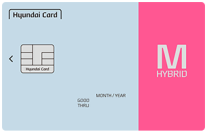 Hyundai Card
Hyundai Card
M
HYBRID
MONTH / YEAR
GOOD
THRU